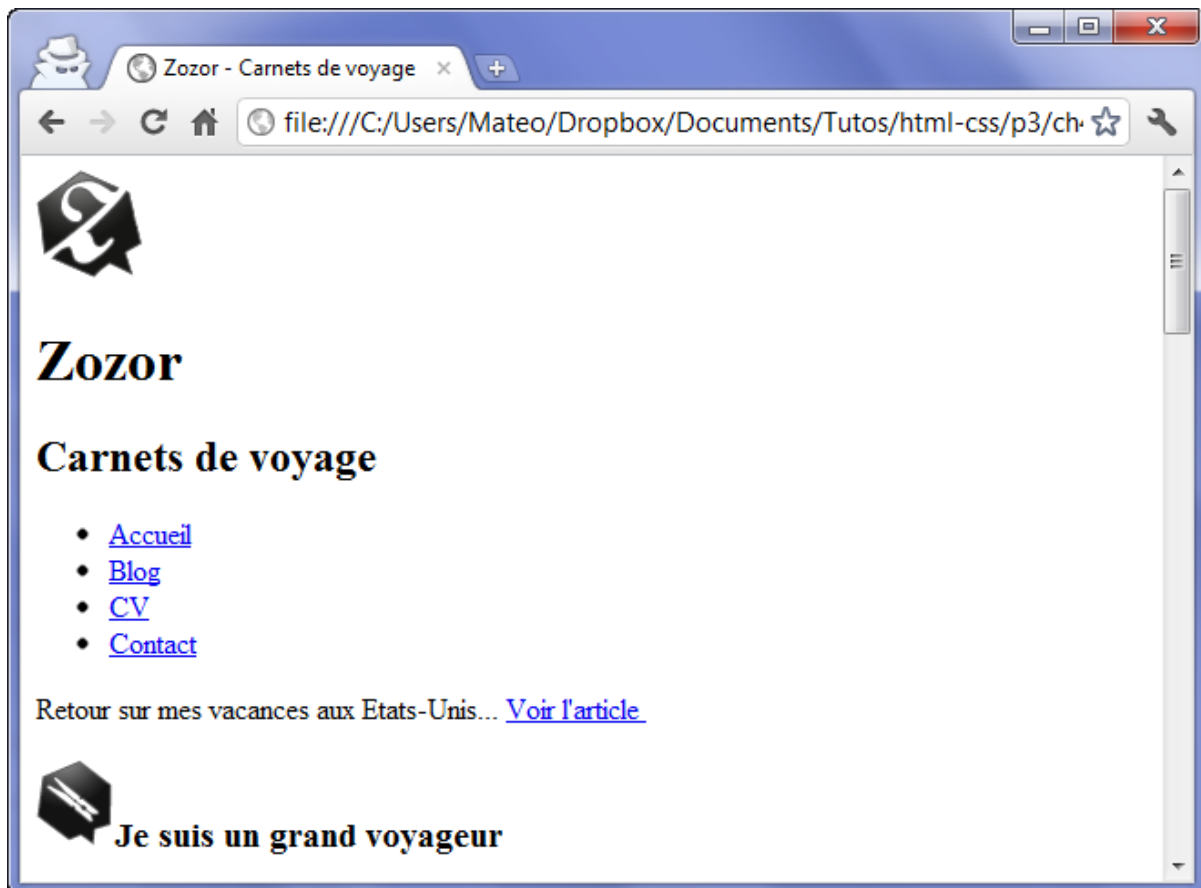 Zozor - Carnets de voyage
file:///C:/Users/Mateo/Dropbox/Documents/Tutos/html-css/p3/ch
Zozor
Carnets de voyage
Accueil
Blog
CV
Contact
Retour sur mes vacances aux Etats-Unis... Voir l'article
Je suis un grand voyageur